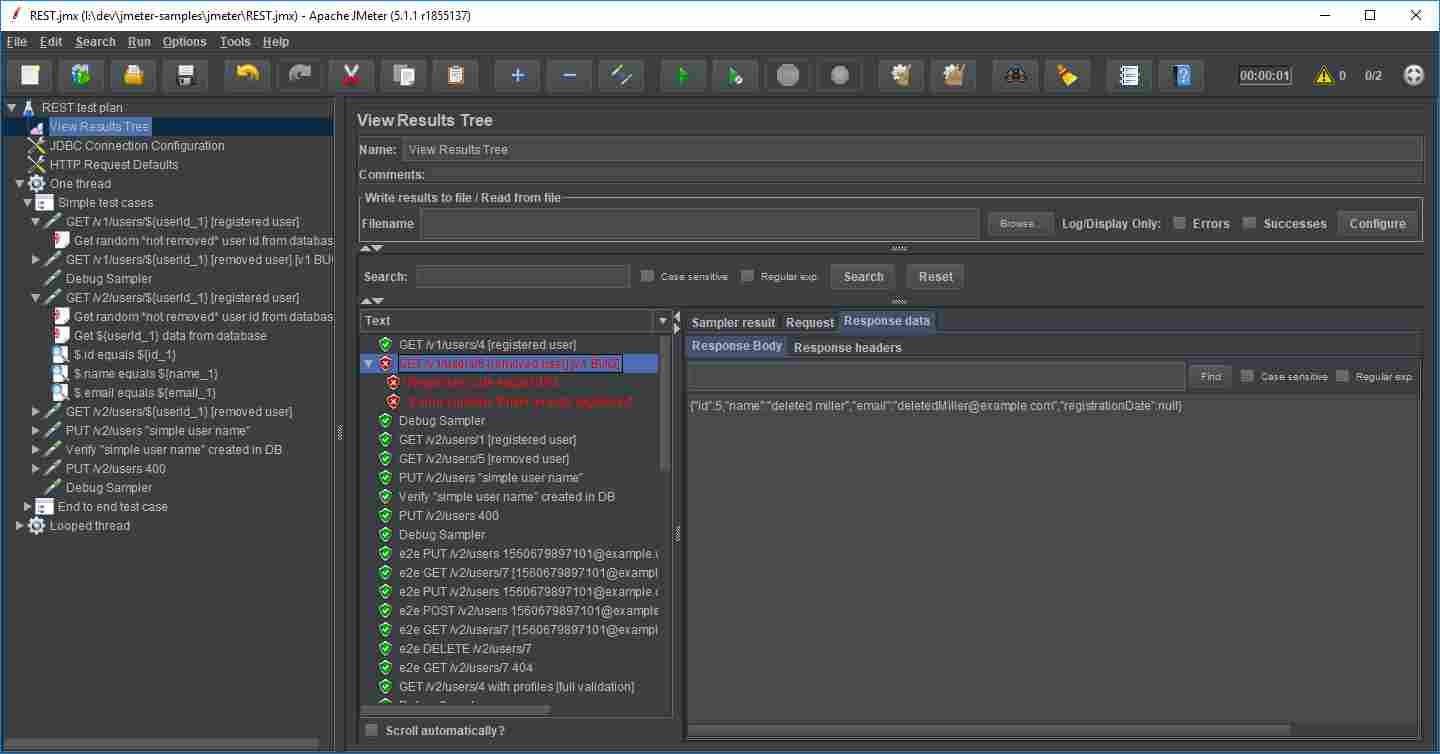 REST.jmx (I:\dev\jmeter-samples\jmeter\REST.jmx) - Apache JMeter (5.1.1 r1855137)
File Edit Search Run Options Tools Help
00:00:01 0 0/2
REST test plan
View Results Tree
JDBC Connection Configuration
HTTP Request Defaults
One thread
Simple test cases
GET /v1/users/${userId_1} [registered user]
Get random *not removed* user id from databas
GET /v1/users/${userId_1} [removed user] [v1 BU
Debug Sampler
GET /v2/users/${userId_1} [registered user]
Get random *not removed* user id from databas
Get ${userId_1} data from database
$.id equals ${id_1}
$.name equals ${name_1}
$.email equals ${email_1}
GET /v2/users/${userId_1} [removed user]
PUT /v2/users "simple user name"
Verify "simple user name" created in DB
PUT /v2/users 400
Debug Sampler
End to end test case
Looped thread
View Results Tree
Name: View Results Tree
Comments:
Write results to file / Read from file
Filename Browse... Log/Display Only: Errors Successes Configure
Search: Case sensitive Regular exp. Search Reset
Text
GET /v1/users/4 [registered user]
GET /v1/users/5 [removed user] [v1 BUG]
Debug Sampler
GET /v2/users/1 [registered user]
GET /v2/users/5 [removed user]
PUT /v2/users "simple user name"
Verify "simple user name" created in DB
PUT /v2/users 400
Debug Sampler
e2e PUT /v2/users 1560679897101@example.
e2e GET /v2/users/7 [1560679897101@exampl
e2e PUT /v2/users 1560679897101@example.
e2e POST /v2/users 1560679897101@example
e2e GET /v2/users/7 [1560679897101@exampl
e2e DELETE /v2/users/7
e2e GET /v2/users/7 404
GET /v2/users/4 with profiles [full validation]
Scroll automatically?
Sampler result Request Response data
Response Body Response headers
Find Case sensitive Regular exp.
{"id":5,"name":"deleted miller","email":"deletedMiller@example.com","registrationDate":null}